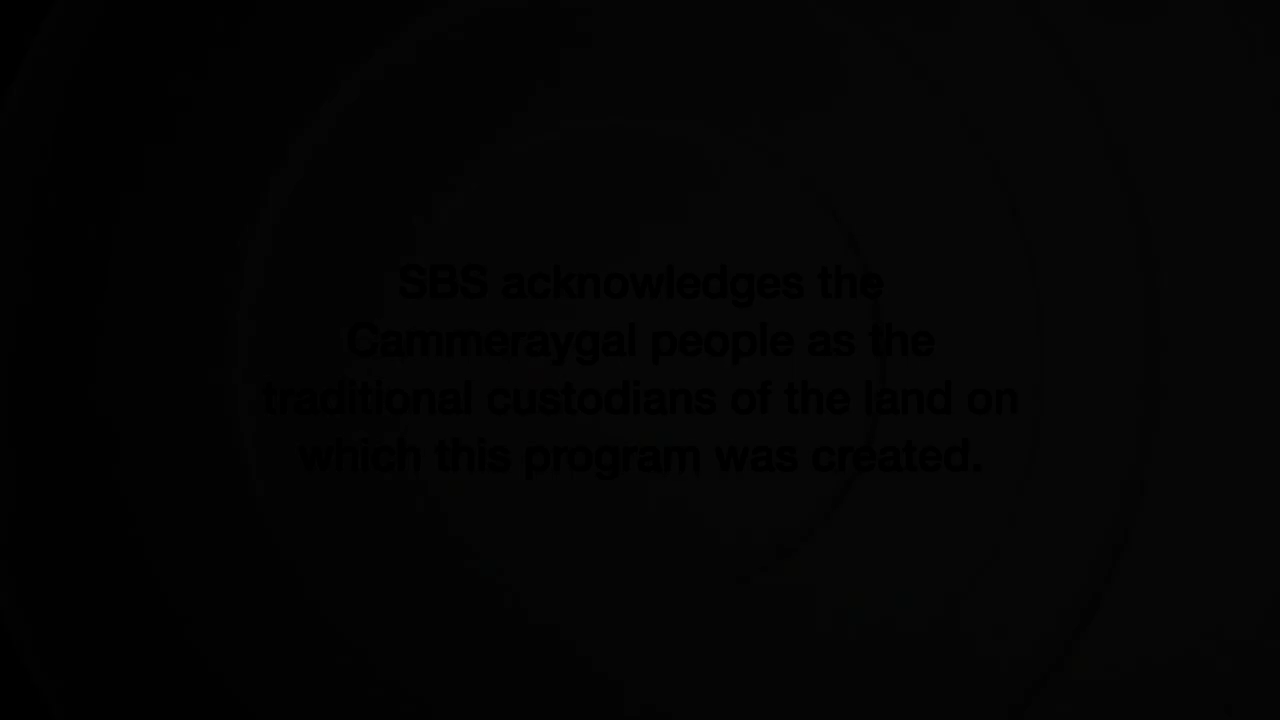 SBS acknowledges the
Cammeraygal people as the
traditional custodians of the land on
which this program was created.